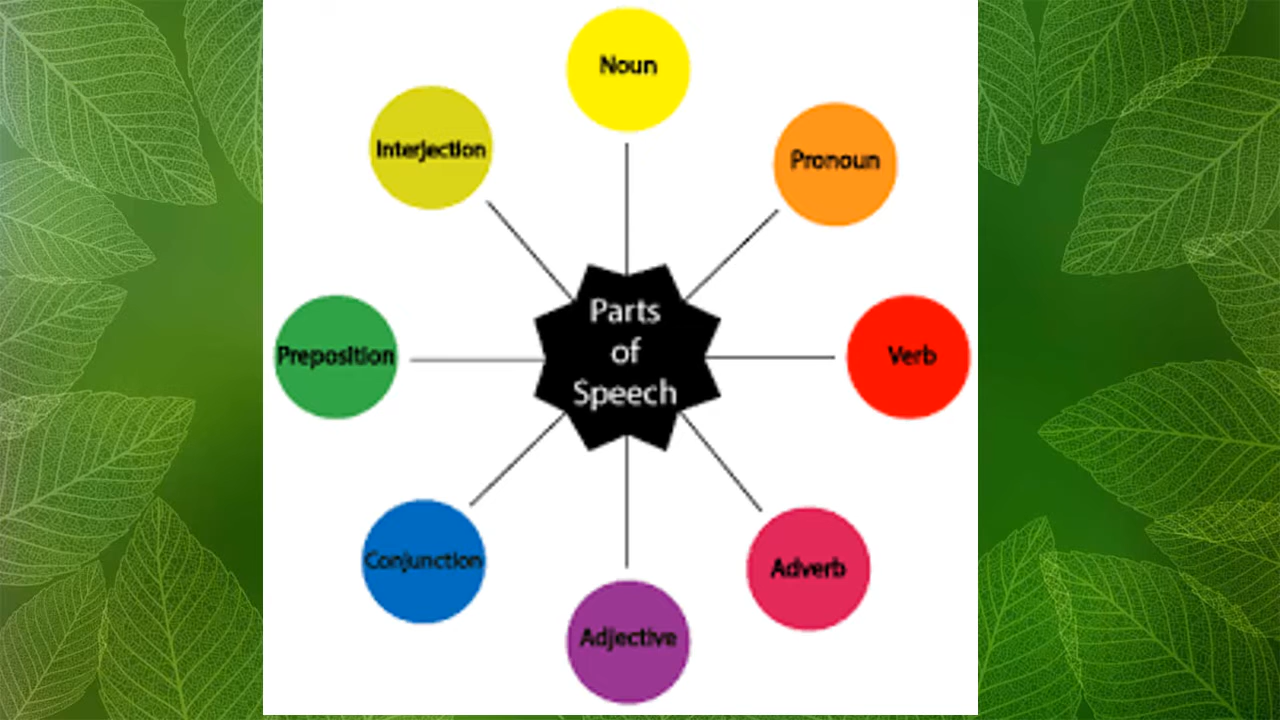 Noun
Interjection
Pronoun
Parts
of
Speech
Preposition
Verb
Conjunction
Adverb
Adjective